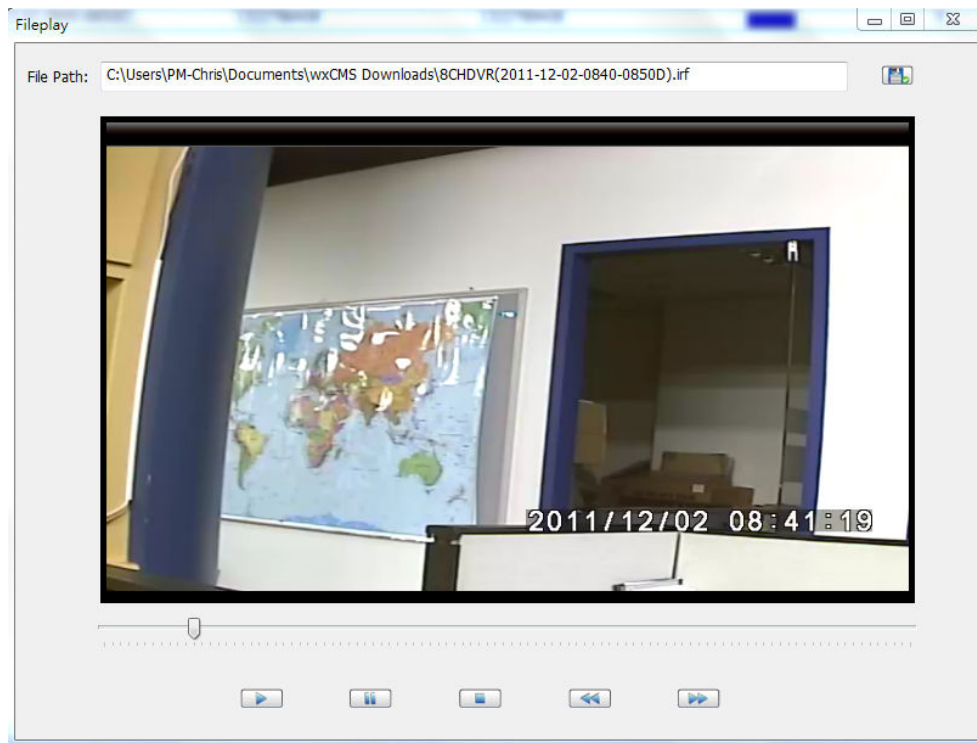 Fileplay
File Path: C:\Users\PM-Chris\Documents\wxCMS Downloads\8CHDVR(2011-12-02-0840-0850D).irf
2011/12/02 08:41:19